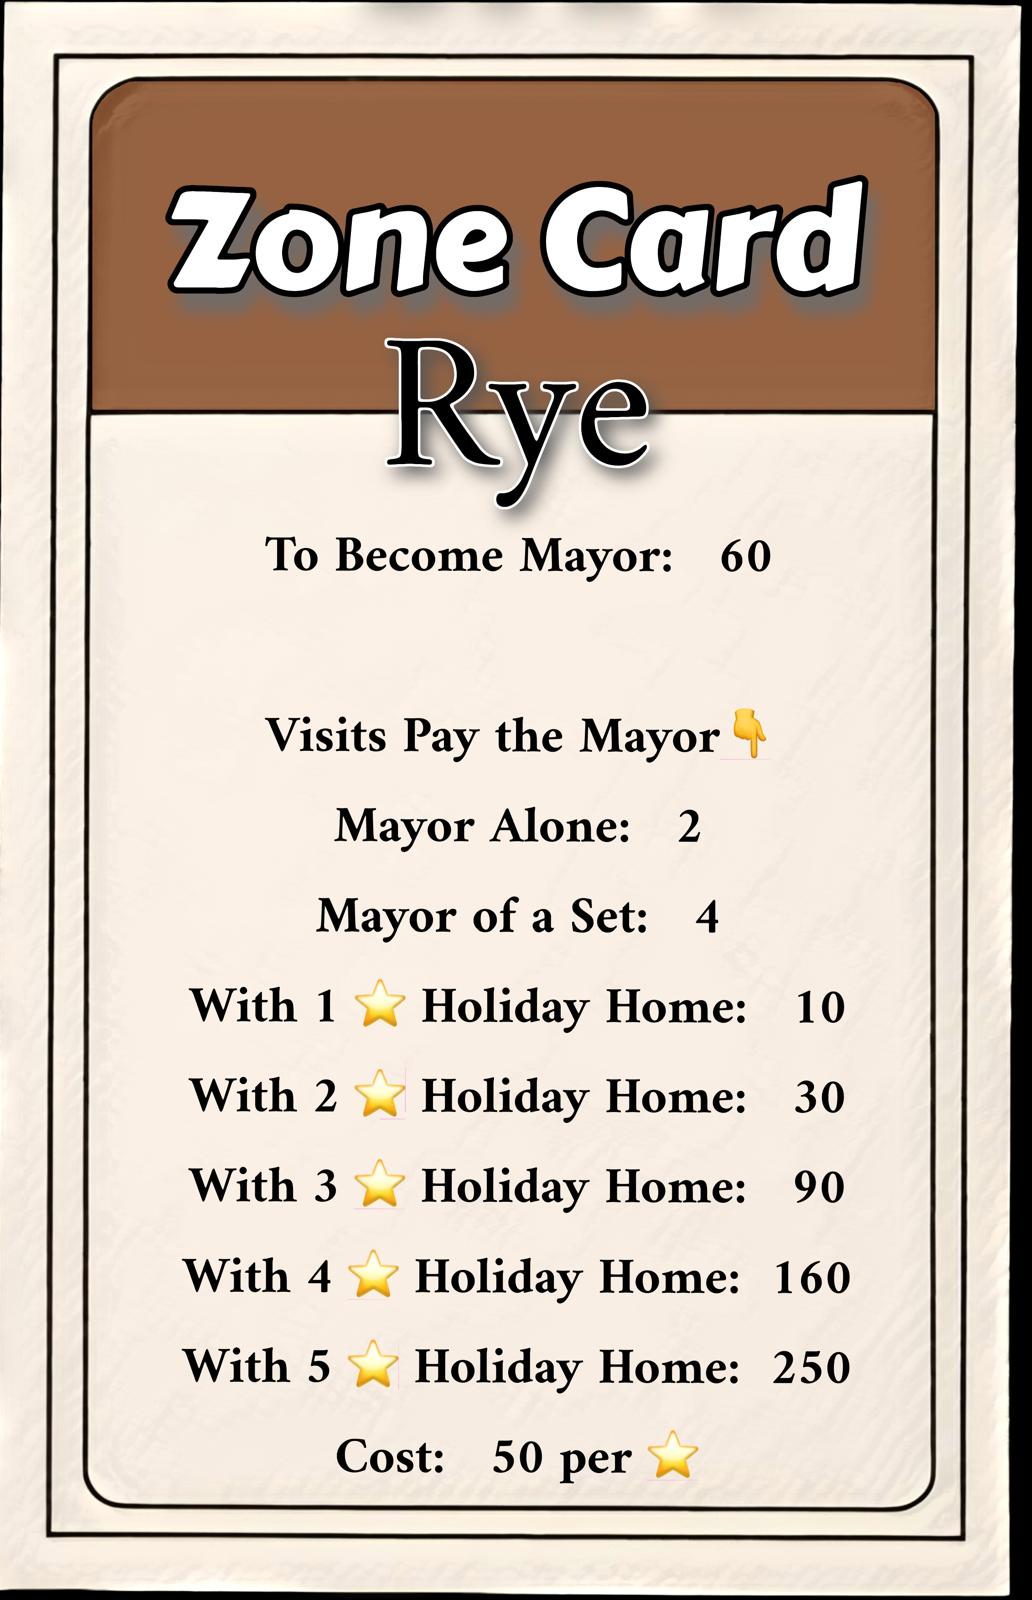 Zone Card
Rye
To Become Mayor: 60
Visits Pay the Mayor👇
Mayor Alone: 2
Mayor of a Set: 4
With 1 ⭐ Holiday Home: 10
With 2 ⭐ Holiday Home: 30
With 3 ⭐ Holiday Home: 90
With 4 ⭐ Holiday Home: 160
With 5 ⭐ Holiday Home: 250
Cost: 50 per ⭐